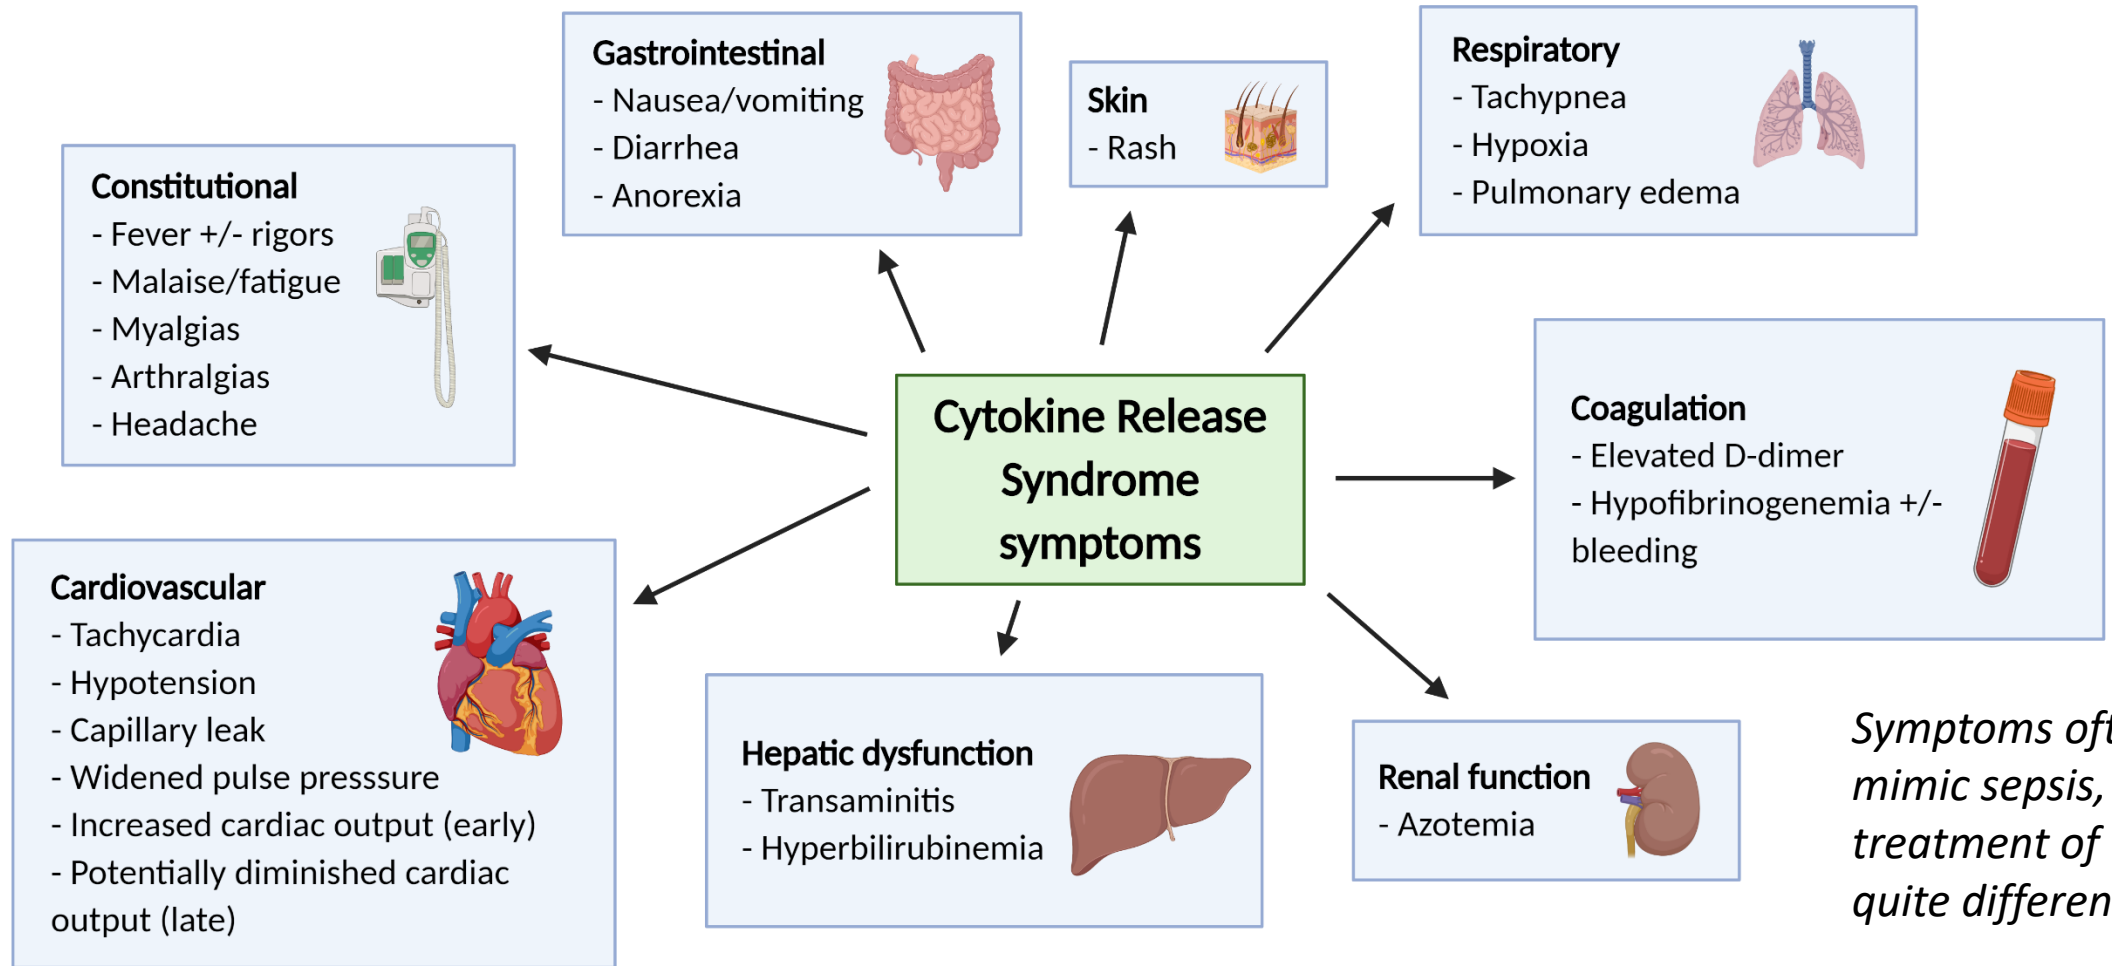 Gastrointestinal
- Nausea/vomiting
- Diarrhea
- Anorexia
Skin
- Rash
Respiratory
- Tachypnea
- Hypoxia
- Pulmonary edema
Constitutional
- Fever +/- rigors
- Malaise/fatigue
- Myalgias
- Arthralgias
- Headache
Cytokine Release
Syndrome
symptoms
Coagulation
- Elevated D-dimer
- Hypofibrinogenemia +/-
bleeding
Cardiovascular
- Tachycardia
- Hypotension
- Capillary leak
- Widened pulse presssure
- Increased cardiac output (early)
- Potentially diminished cardiac
output (late)
Hepatic dysfunction
- Transaminitis
- Hyperbilirubinemia
Renal function
- Azotemia
Symptoms
mimic sepsis,
treatment of
quite